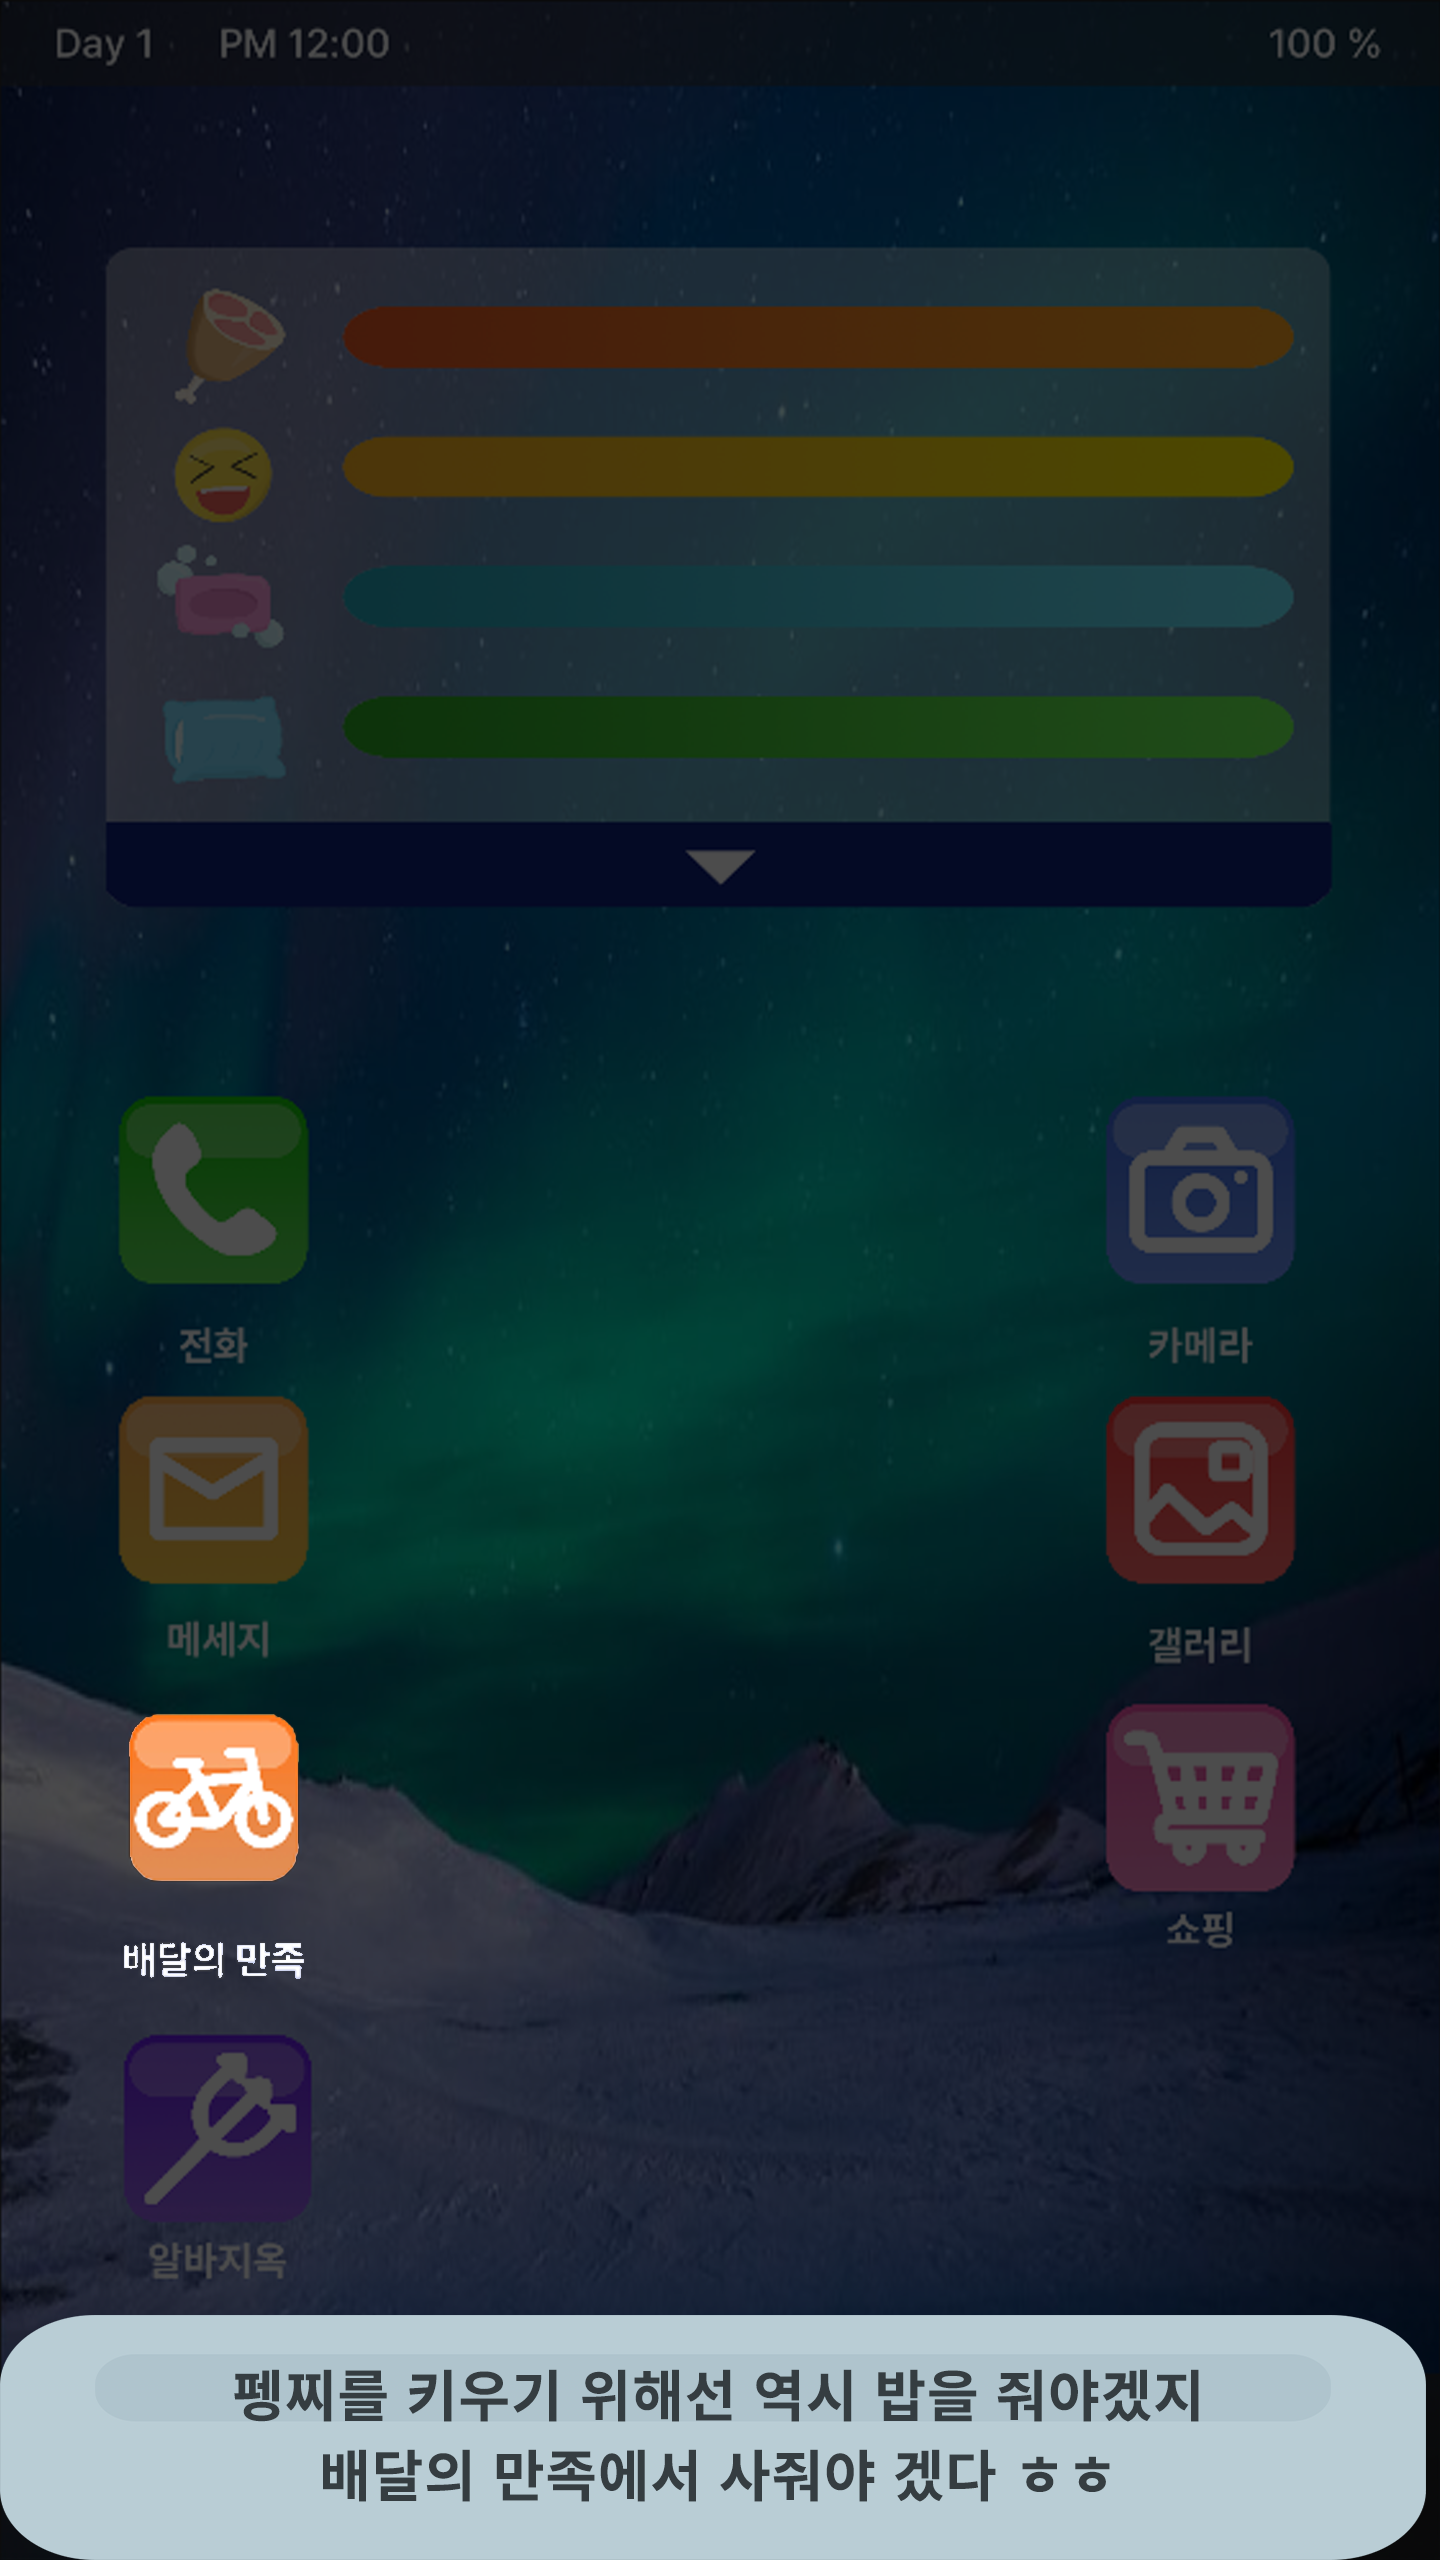 Day 1 PM 12:00 100 %
전화 카메라
메세지 갤러리
쇼핑
배달의 만족
알바지옥
펭찌를 키우기 위해선 역시 밥을 줘야겠지
배달의 만족에서 사줘야 겠다 ㅎㅎ